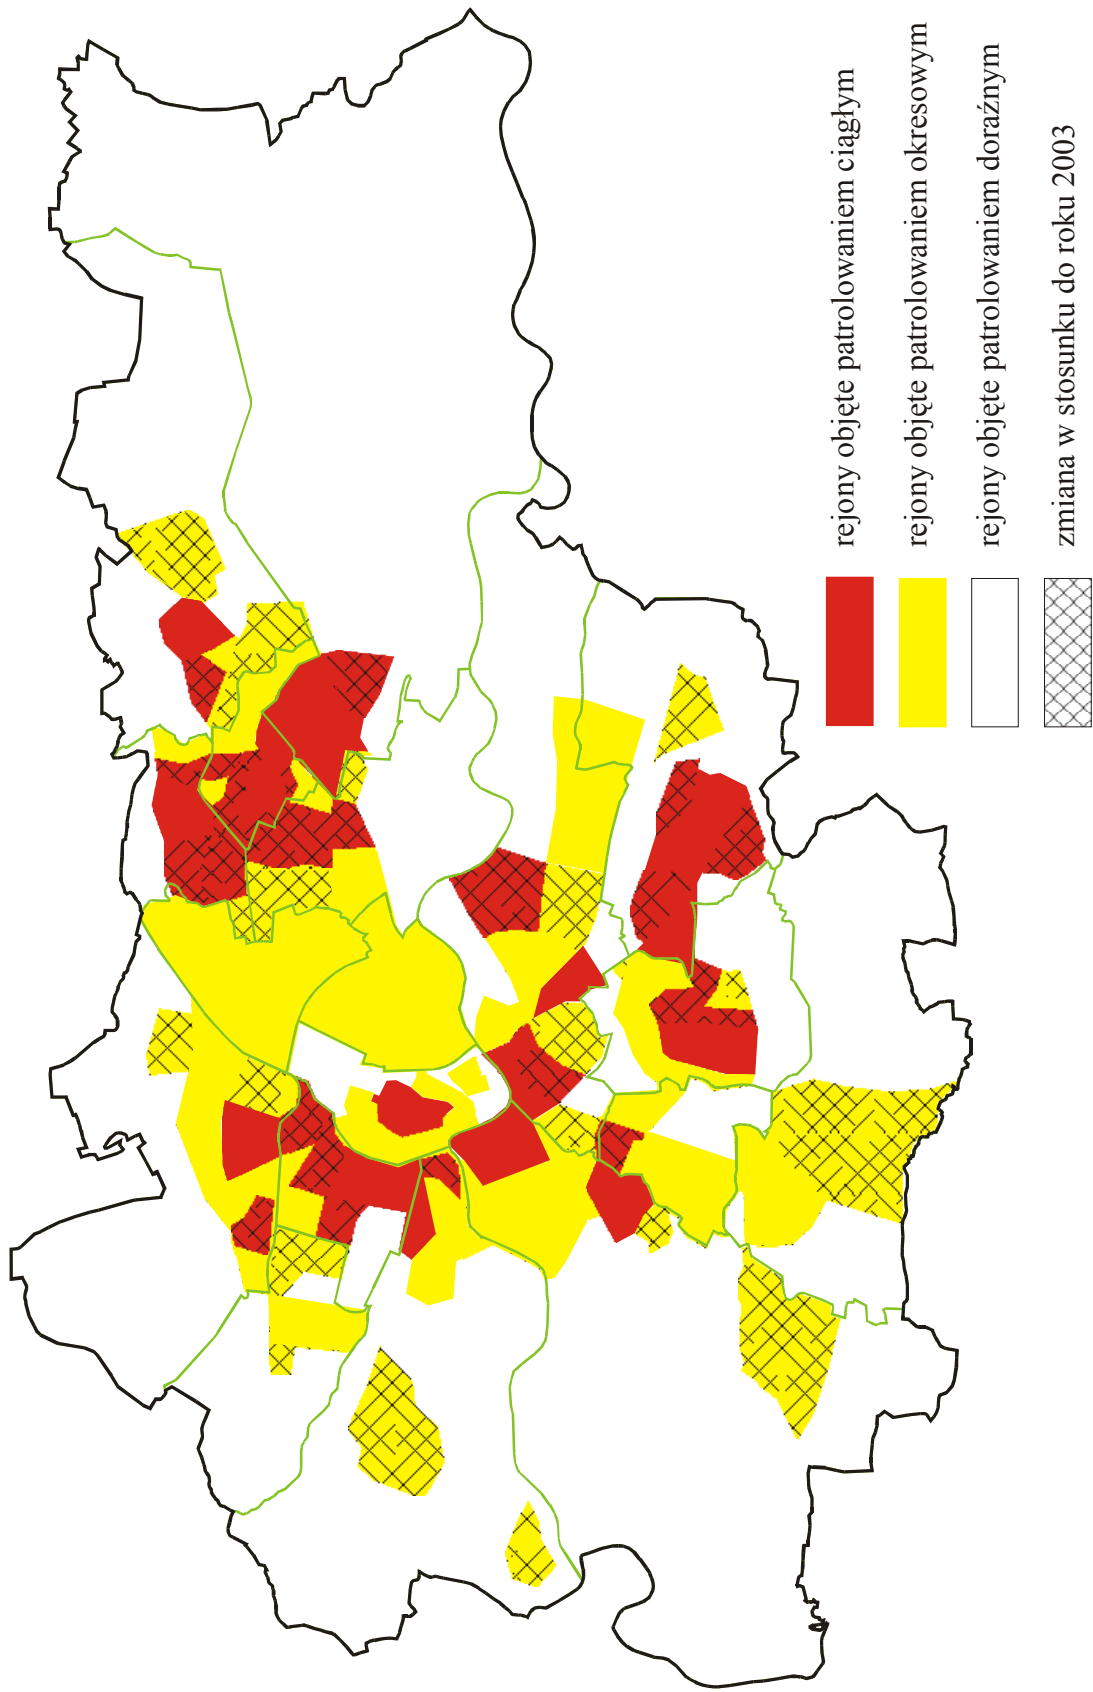 rejony objęte patrolowaniem ciągłym
rejony objęte patrolowaniem okresowym
rejony objęte patrolowaniem doraźnym
zmiana w stosunku do roku 2003